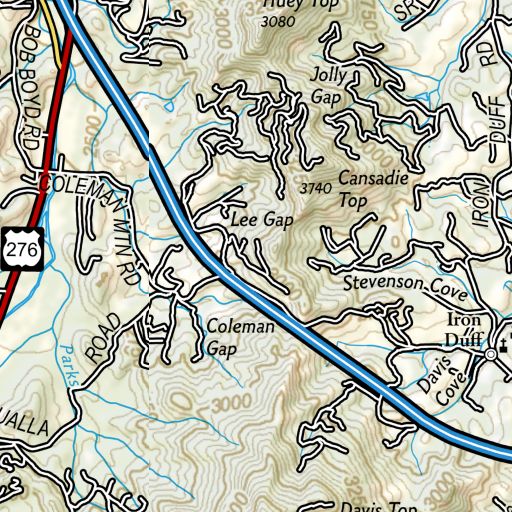 Huey Top
3080
BOB BOYD RD
Jolly
Gap
RD
DUFF
IRON
3000
COLEMAN MTN RD
3740
Cansadie
Top
Lee Gap
276
Stevenson Cove
Iron
Duff
Coleman
Gap
ROAD
Parks
Davis
Cove
3000
UALLA
Davis Top